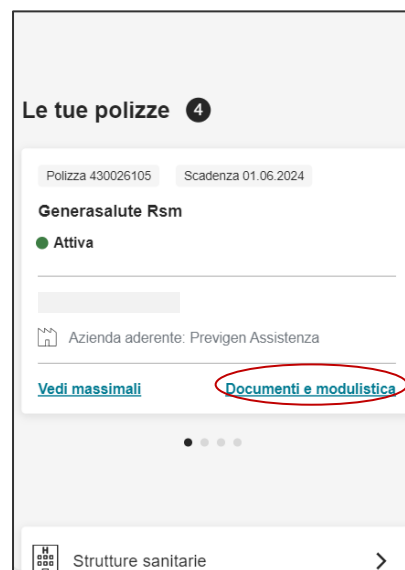 Le tue polizze 4
Polizza 430026105 Scadenza 01.06.2024
Generasalute Rsm
Attiva
Azienda aderente: Previgen Assistenza
Vedi massimali Documenti e modulistica
H
Strutture sanitarie